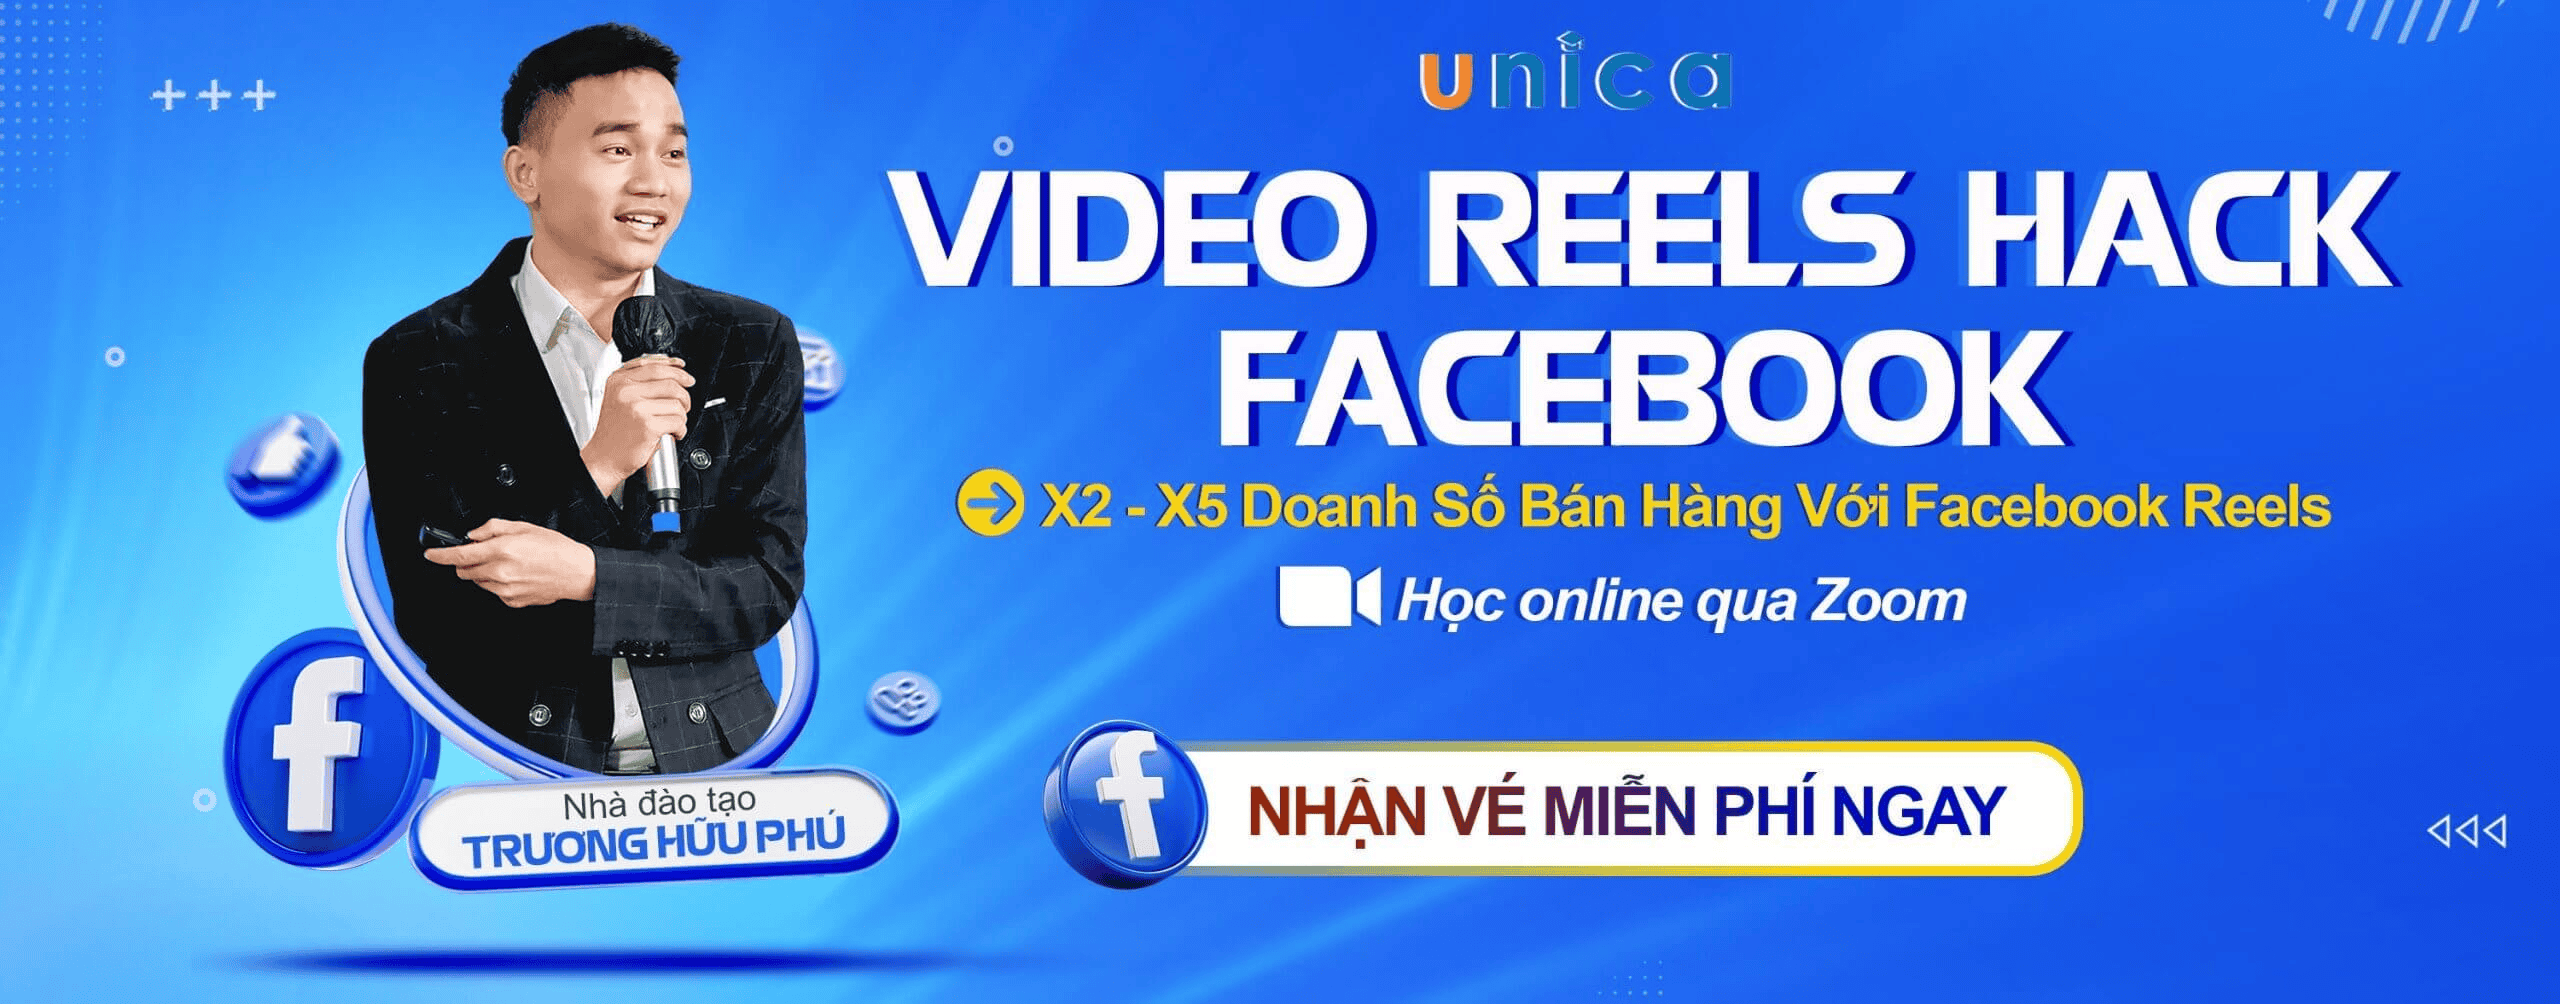 unica
VIDEO REELS HACK
FACEBOOK
X2 - X5 Doanh Số Bán Hàng Với Facebook Reels
Học online qua Zoom
f
NHẬN VÉ MIỄN PHÍ NGAY
f
Nhà đào tạo
TRƯƠNG HỮU PHÚ